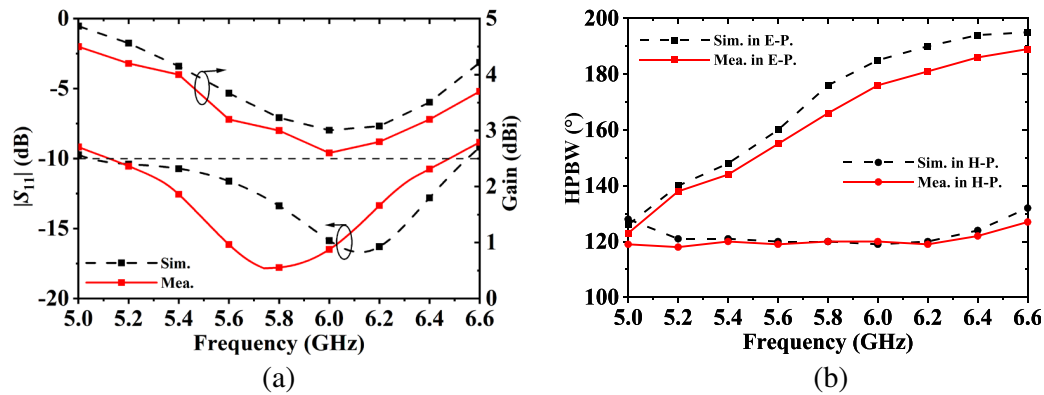 0
-5
-10
-15
-20
|S11| (dB)
5
4
3
2
1
0
Gain (dBi)
Sim.
Mea.
5.0 5.2 5.4 5.6 5.8 6.0 6.2 6.4 6.6
Frequency (GHz)
(a)
200
180
160
140
120
100
HPBW (°)
Sim. in E-P.
Mea. in E-P.
Sim. in H-P.
Mea. in H-P.
5.0 5.2 5.4 5.6 5.8 6.0 6.2 6.4 6.6
Frequency (GHz)
(b)